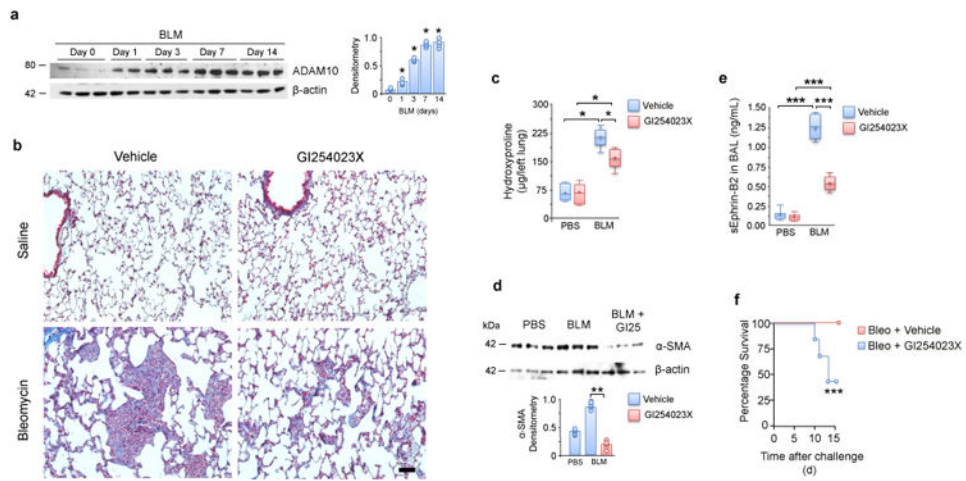 a
BLM
Day 0 Day 1 Day 3 Day 7 Day 14
80
ADAM10
42
β-actin
Densitometry
1.0
0.5
0
* * * *
0 1 3 7 14
BLM (days)
b
Vehicle GI254023X
Saline
Bleomycin
c
Hydroxyproline
(µg/left lung)
300
225
150
75
0
*
* *
PBS BLM
Vehicle
GI254023X
d
kDa PBS BLM BLM +
GI25
42
α-SMA
42
β-actin
α-SMA
Densitometry
1.0
0.5
0
**
PBS BLM
Vehicle
GI254023X
e
sEphrin-B2 in BAL (ng/mL)
1.50
1.25
1.00
0.75
0.50
0.25
0
***
*** ***
PBS BLM
Vehicle
GI254023X
f
Percentage Survival
100
75
50
25
0
0 5 10 15
***
Time after challenge
(d)
Bleo + Vehicle
Bleo + GI254023X